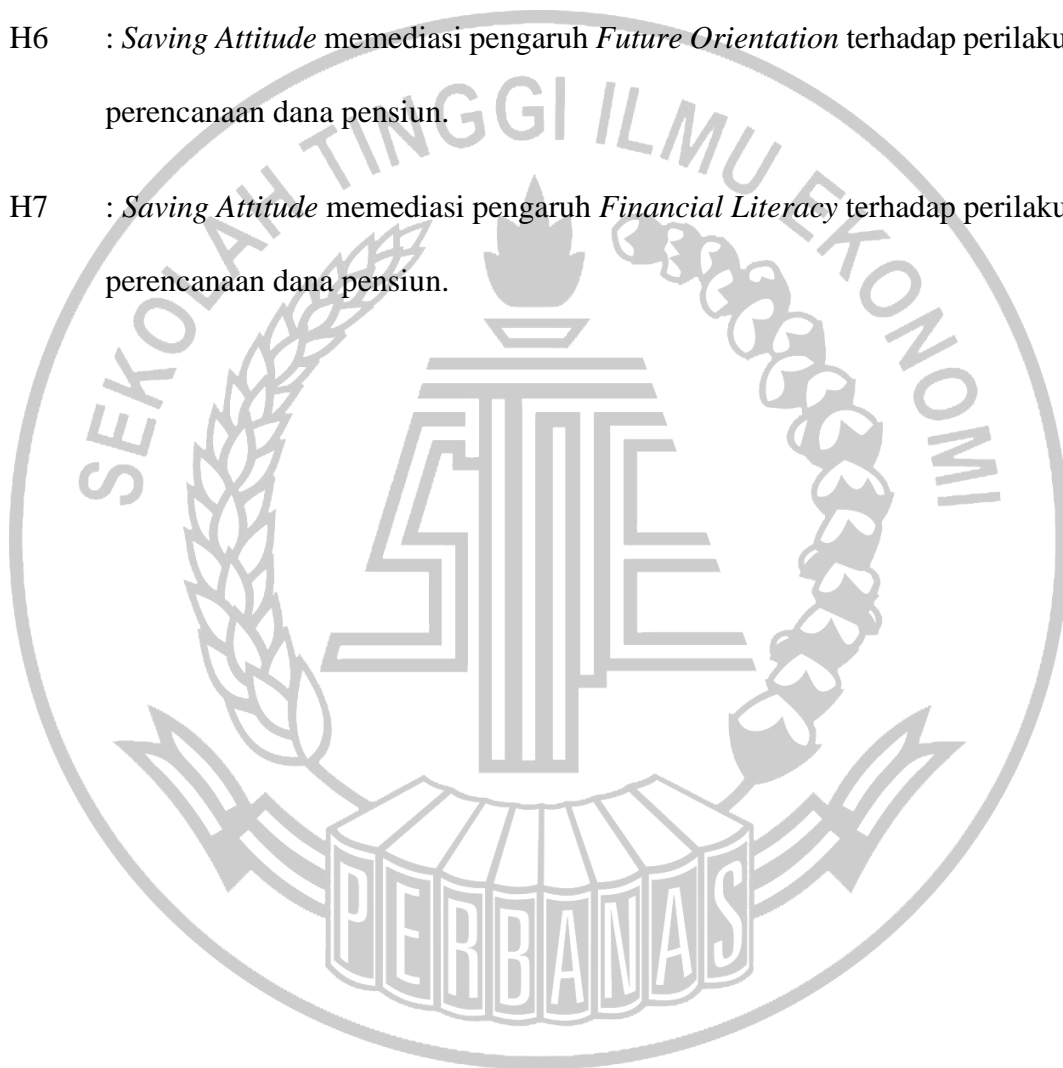 H6 : Saving Attitude memediasi pengaruh Future Orientation terhadap perilaku
perencanaan dana pensiun.
H7 : Saving Attitude memediasi pengaruh Financial Literacy terhadap perilaku
perencanaan dana pensiun.
SEKOLAH TINGGI ILMU EKONOMI
STIE
PERBANAS